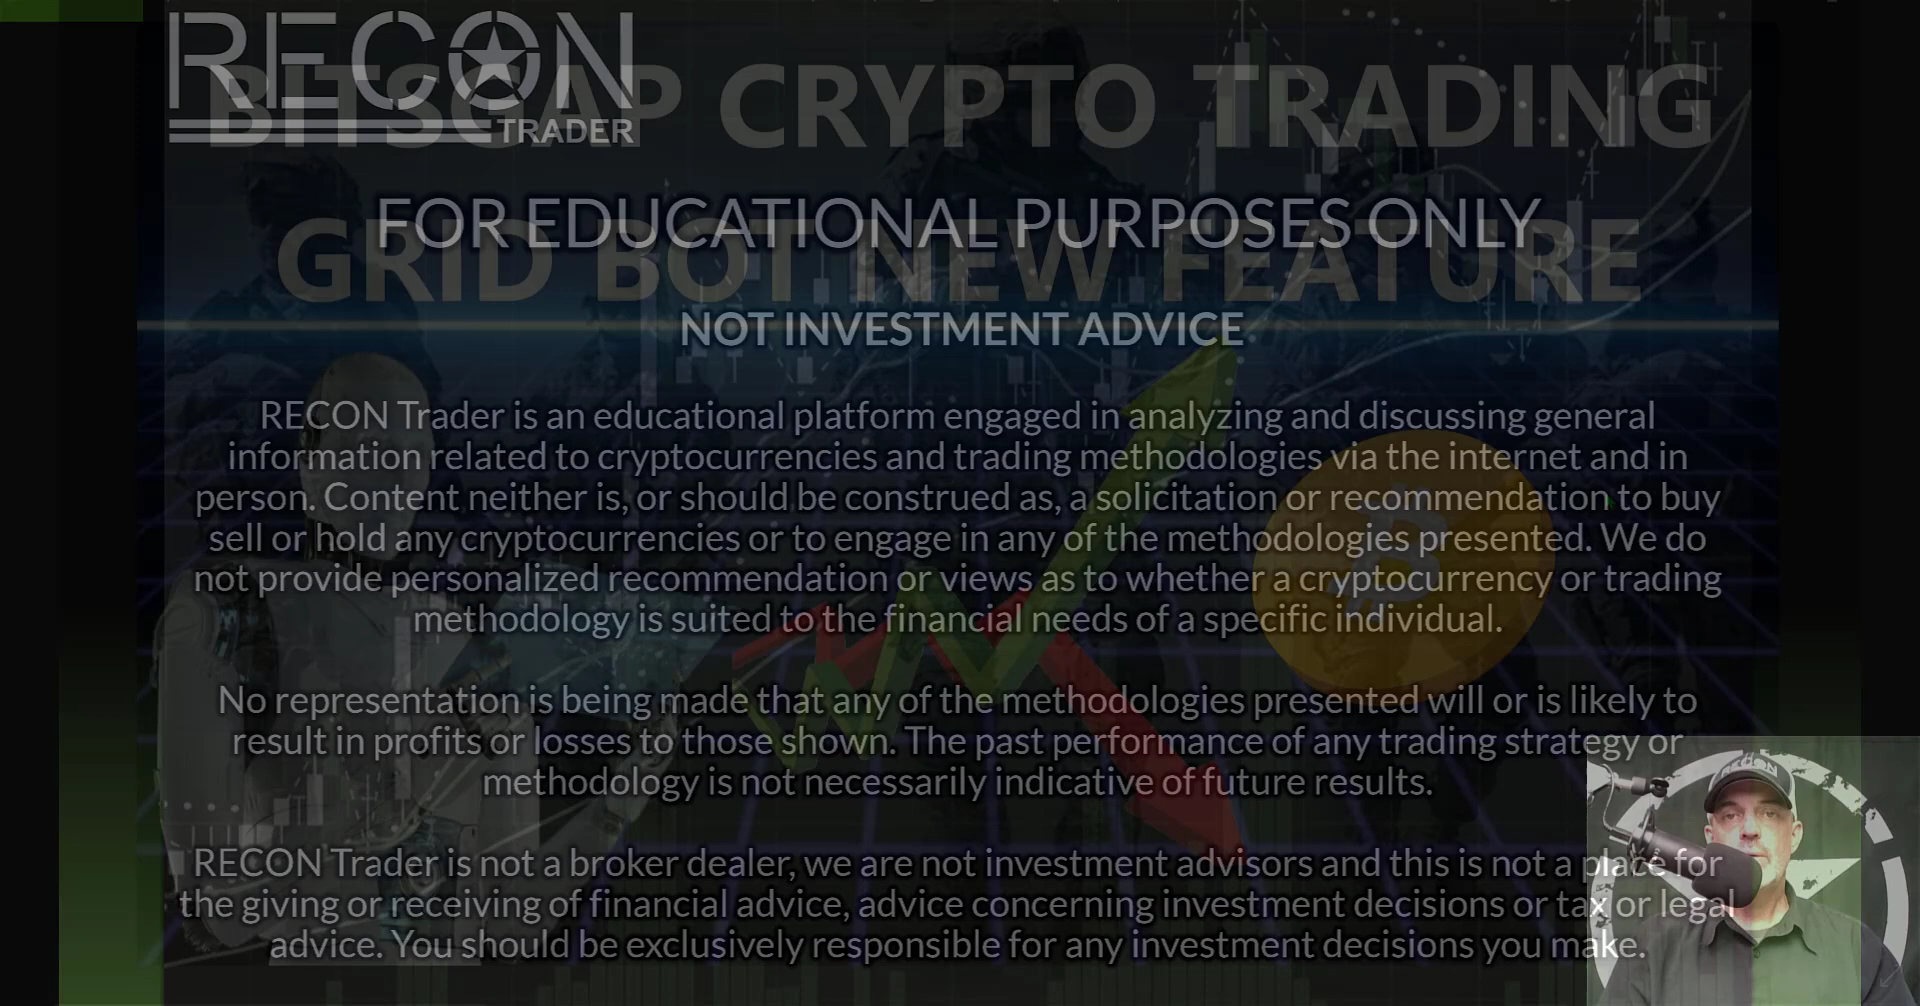 RECON
TRADER
BITSGAP CRYPTO TRADING
FOR EDUCATIONAL PURPOSES ONLY
GRID BOT NEW FEATURE
NOT INVESTMENT ADVICE
RECON Trader is an educational platform engaged in analyzing and discussing general
information related to cryptocurrencies and trading methodologies via the internet and in
person. Content neither is, or should be construed as, a solicitation or recommendation to buy
sell or hold any cryptocurrencies or to engage in any of the methodologies presented. We do
not provide personalized recommendation or views as to whether a cryptocurrency or trading
methodology is suited to the financial needs of a specific individual.
No representation is being made that any of the methodologies presented will or is likely to
result in profits or losses to those shown. The past performance of any trading strategy or
methodology is not necessarily indicative of future results.
RECON
RECON Trader is not a broker dealer, we are not investment advisors and this is not a place for
the giving or receiving of financial advice, advice concerning investment decisions or tax or legal
advice. You should be exclusively responsible for any investment decisions you make.